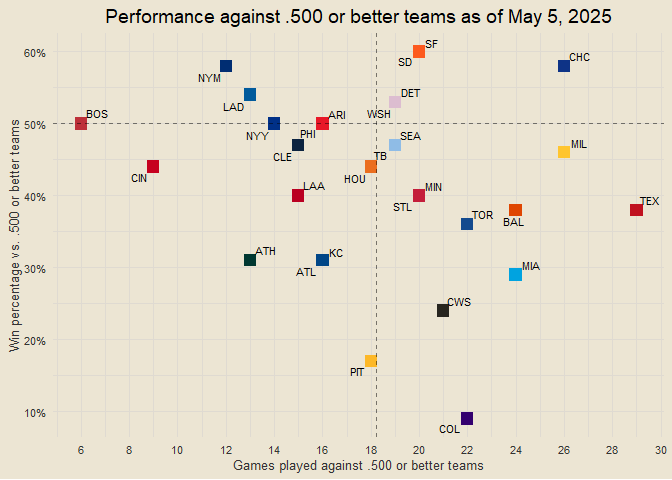 Performance against .500 or better teams as of May 5, 2025
Win percentage vs. .500 or better teams
60%
50%
40%
30%
20%
10%
SF
SD
CHC
NYM
LAD
DET
WSH
BOS
ARI
NYY
PHI
SEA
CLE
MIL
TB
CIN
HOU
LAA
MIN
STL
TEX
TOR
BAL
ATH
KC
ATL
MIA
CWS
PIT
COL
6 8 10 12 14 16 18 20 22 24 26 28 30
Games played against .500 or better teams